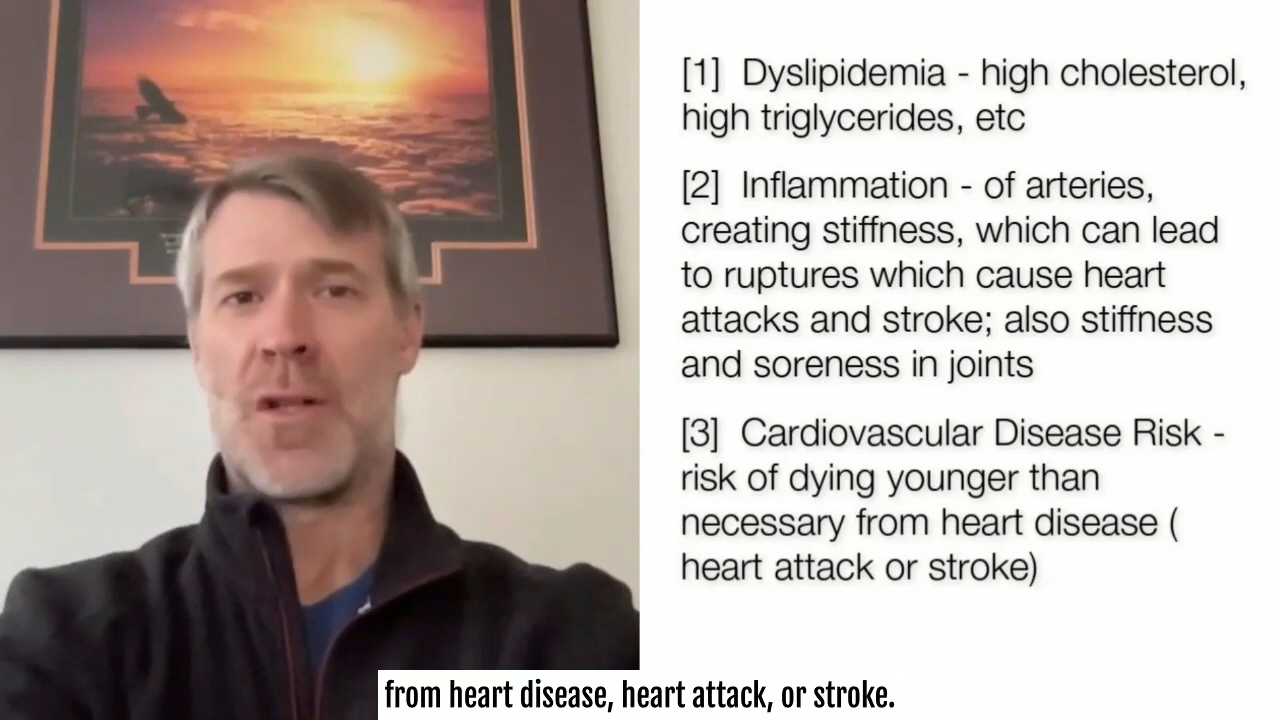 [1] Dyslipidemia - high cholesterol,
high triglycerides, etc
[2] Inflammation - of arteries,
creating stiffness, which can lead
to ruptures which cause heart
attacks and stroke; also stiffness
and soreness in joints
[3] Cardiovascular Disease Risk -
risk of dying younger than
necessary from heart disease (
heart attack or stroke)
from heart disease, heart attack, or stroke.